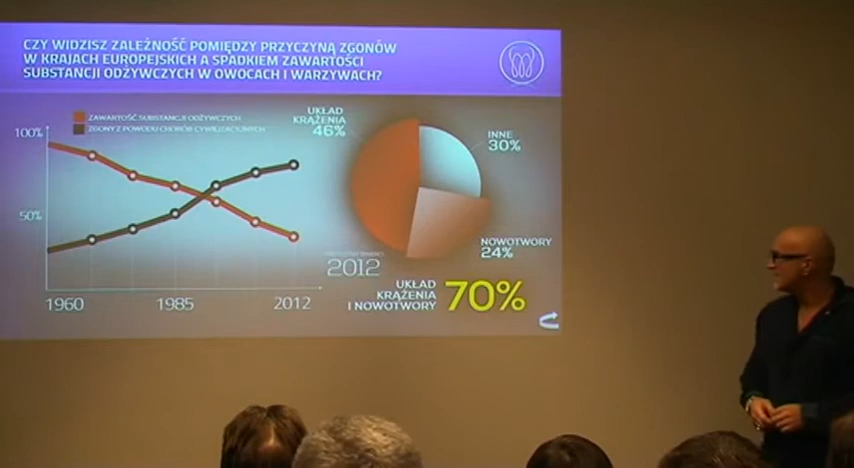 CZY WIDZISZ ZALEŻNOŚĆ POMIĘDZY PRZYCZYNĄ ZGONÓW
W KRAJACH EUROPEJSKICH A SPADKIEM ZAWARTOŚCI
SUBSTANCJI ODŻYWCZYCH W OWOCACH I WARZYWACH?
ZAWARTOŚĆ SUBSTANCJI ODŻYWCZYCH
ZGONY Z POWODU CHORÓB CYWILIZACYJNYCH
100%
50%
1960
1985
2012
UKŁAD
KRĄŻENIA
46%
INNE
30%
NOWOTWORY
24%
2012
UKŁAD
KRĄŻENIA
I NOWOTWORY
70%